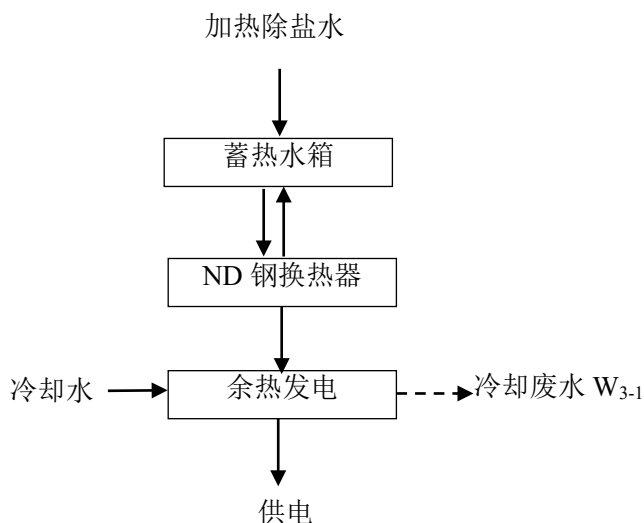 加热除盐水
蓄热水箱
ND 钢换热器
冷却水
余热发电
冷却废水 W3-1
供电